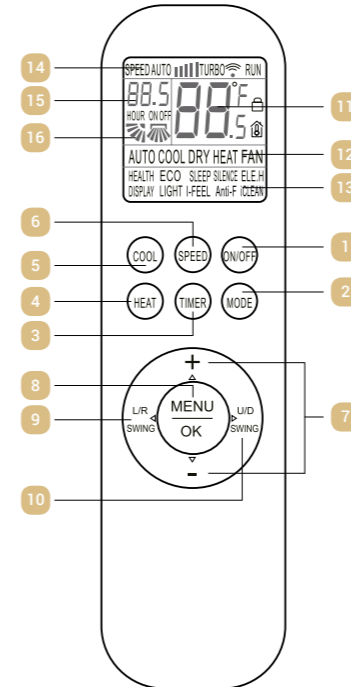 14
SPEED AUTO TURBO RUN
15
88.5
88°F
.5
11
HOUR ON OFF
16
AUTO COOL DRY HEAT FAN
12
HEALTH ECO SLEEP SILENCE ELE.H
13
DISPLAY LIGHT I-FEEL Anti-F iCLEAN
6
COOL SPEED ON/OFF
1
5
4
HEAT TIMER MODE
2
3
+
8
MENU
L/R
U/D
7
9
SWING
OK
SWING
-
10